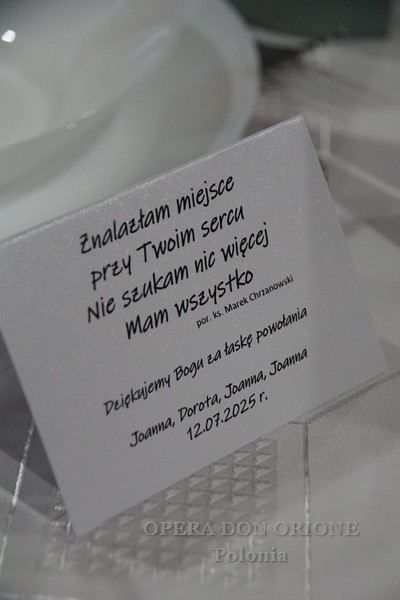 Znalazłam miejsce
przy Twoim sercu
Nie szukam nic więcej
Mam wszystko
por. ks. Marek Chrzanowski
Dziękujemy Bogu za łaskę powołania
Joanna, Dorota, Joanna, Joanna
12.07.2025 r.
OPERA DON ORIONE
Polonia